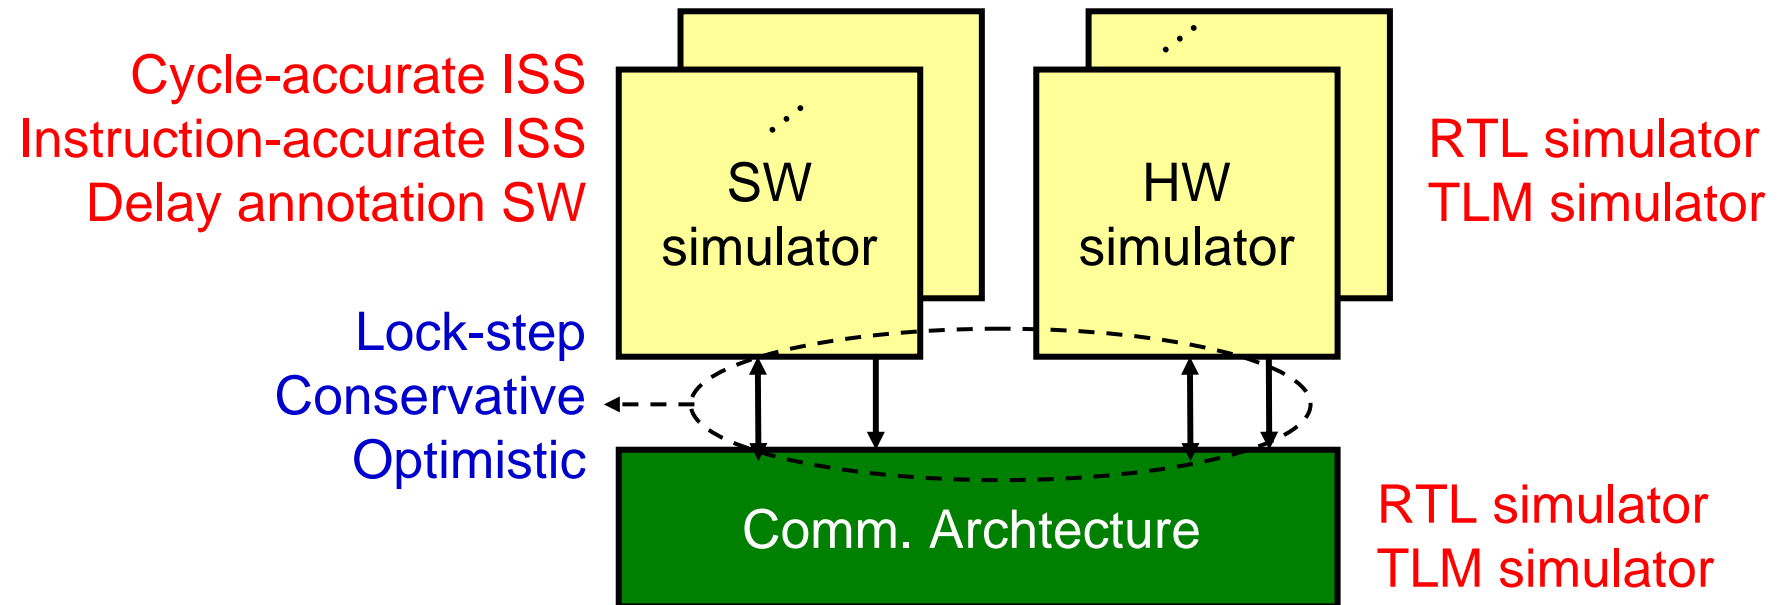 Cycle-accurate ISS
Instruction-accurate ISS
Delay annotation SW
...
SW
simulator
...
HW
simulator
RTL simulator
TLM simulator
Lock-step
Conservative
Optimistic
Comm. Archtecture
RTL simulator
TLM simulator